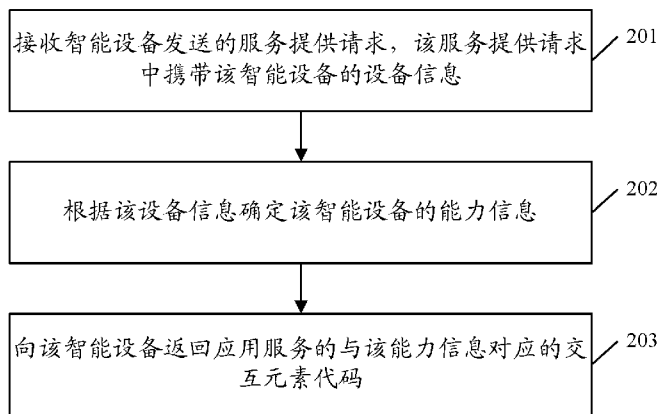 接收智能设备发送的服务提供请求，该服务提供请求
中携带该智能设备的设备信息
201
根据该设备信息确定该智能设备的能力信息
202
向该智能设备返回应用服务的与该能力信息对应的交
互元素代码
203